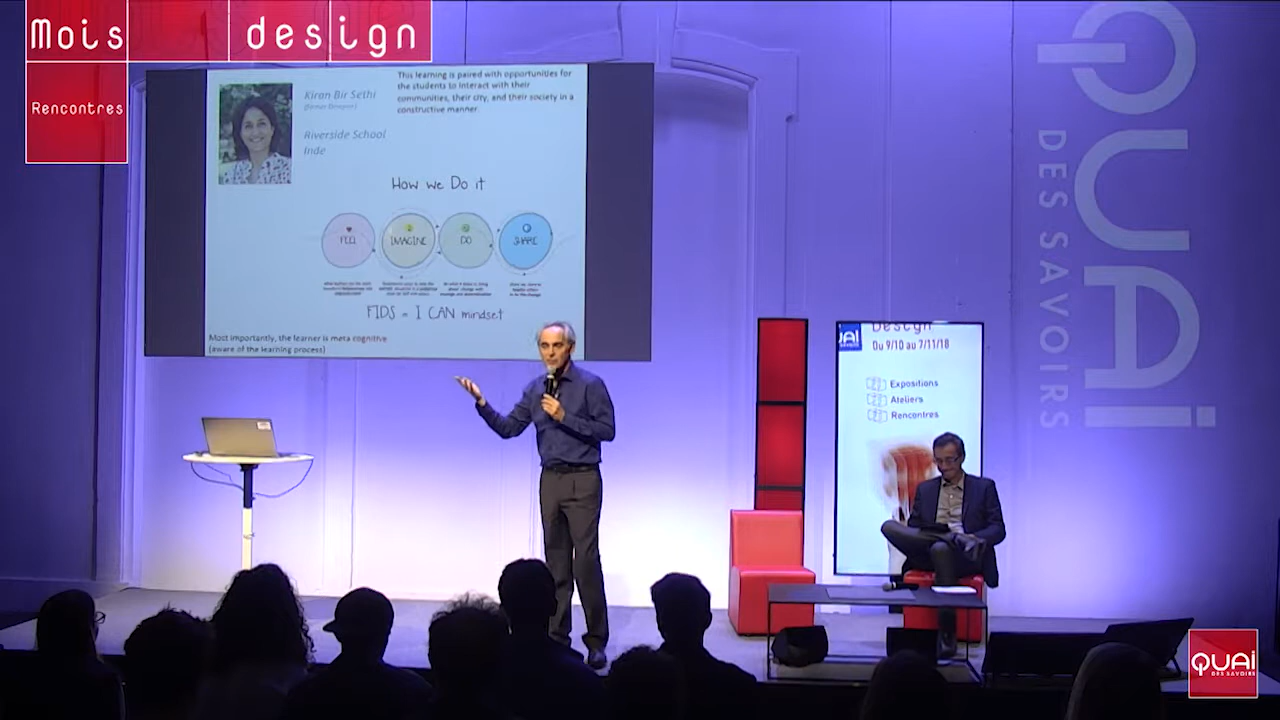 Mois design
Rencontres
Kiran Bir Sethi
Riverside School
Inde
This learning is paired with opportunities for
the students to interact with their
communities, their city, and their society in a
constructive manner.
How we Do it
FEEL
IMAGINE
DO
SHARE
FIDS = I CAN mindset
Most importantly, the learner is meta cognitive
(aware of the learning process)
UAI
Design
Du 9/10 au 7/11/18
Expositions
Ateliers
Rencontres
QUAI
DES SAVOIRS
QUAI
DES SAVOIRS